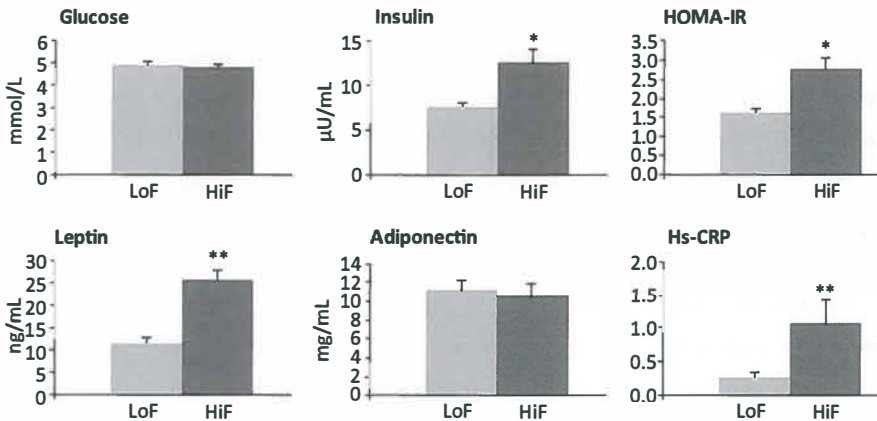 Glucose
6
5
4
3
2
1
0
mmol/L
LoF
HiF
Insulin
15
10
5
0
µU/mL
*
LoF
HiF
HOMA-IR
3.5
3.0
2.5
2.0
1.5
1.0
0.5
0.0
*
LoF
HiF
Leptin
30
25
20
15
10
5
0
ng/mL
**
LoF
HiF
Adiponectin
14
12
10
8
6
4
2
0
mg/mL
LoF
HiF
Hs-CRP
2.0
1.5
1.0
0.5
0.0
**
LoF
HiF